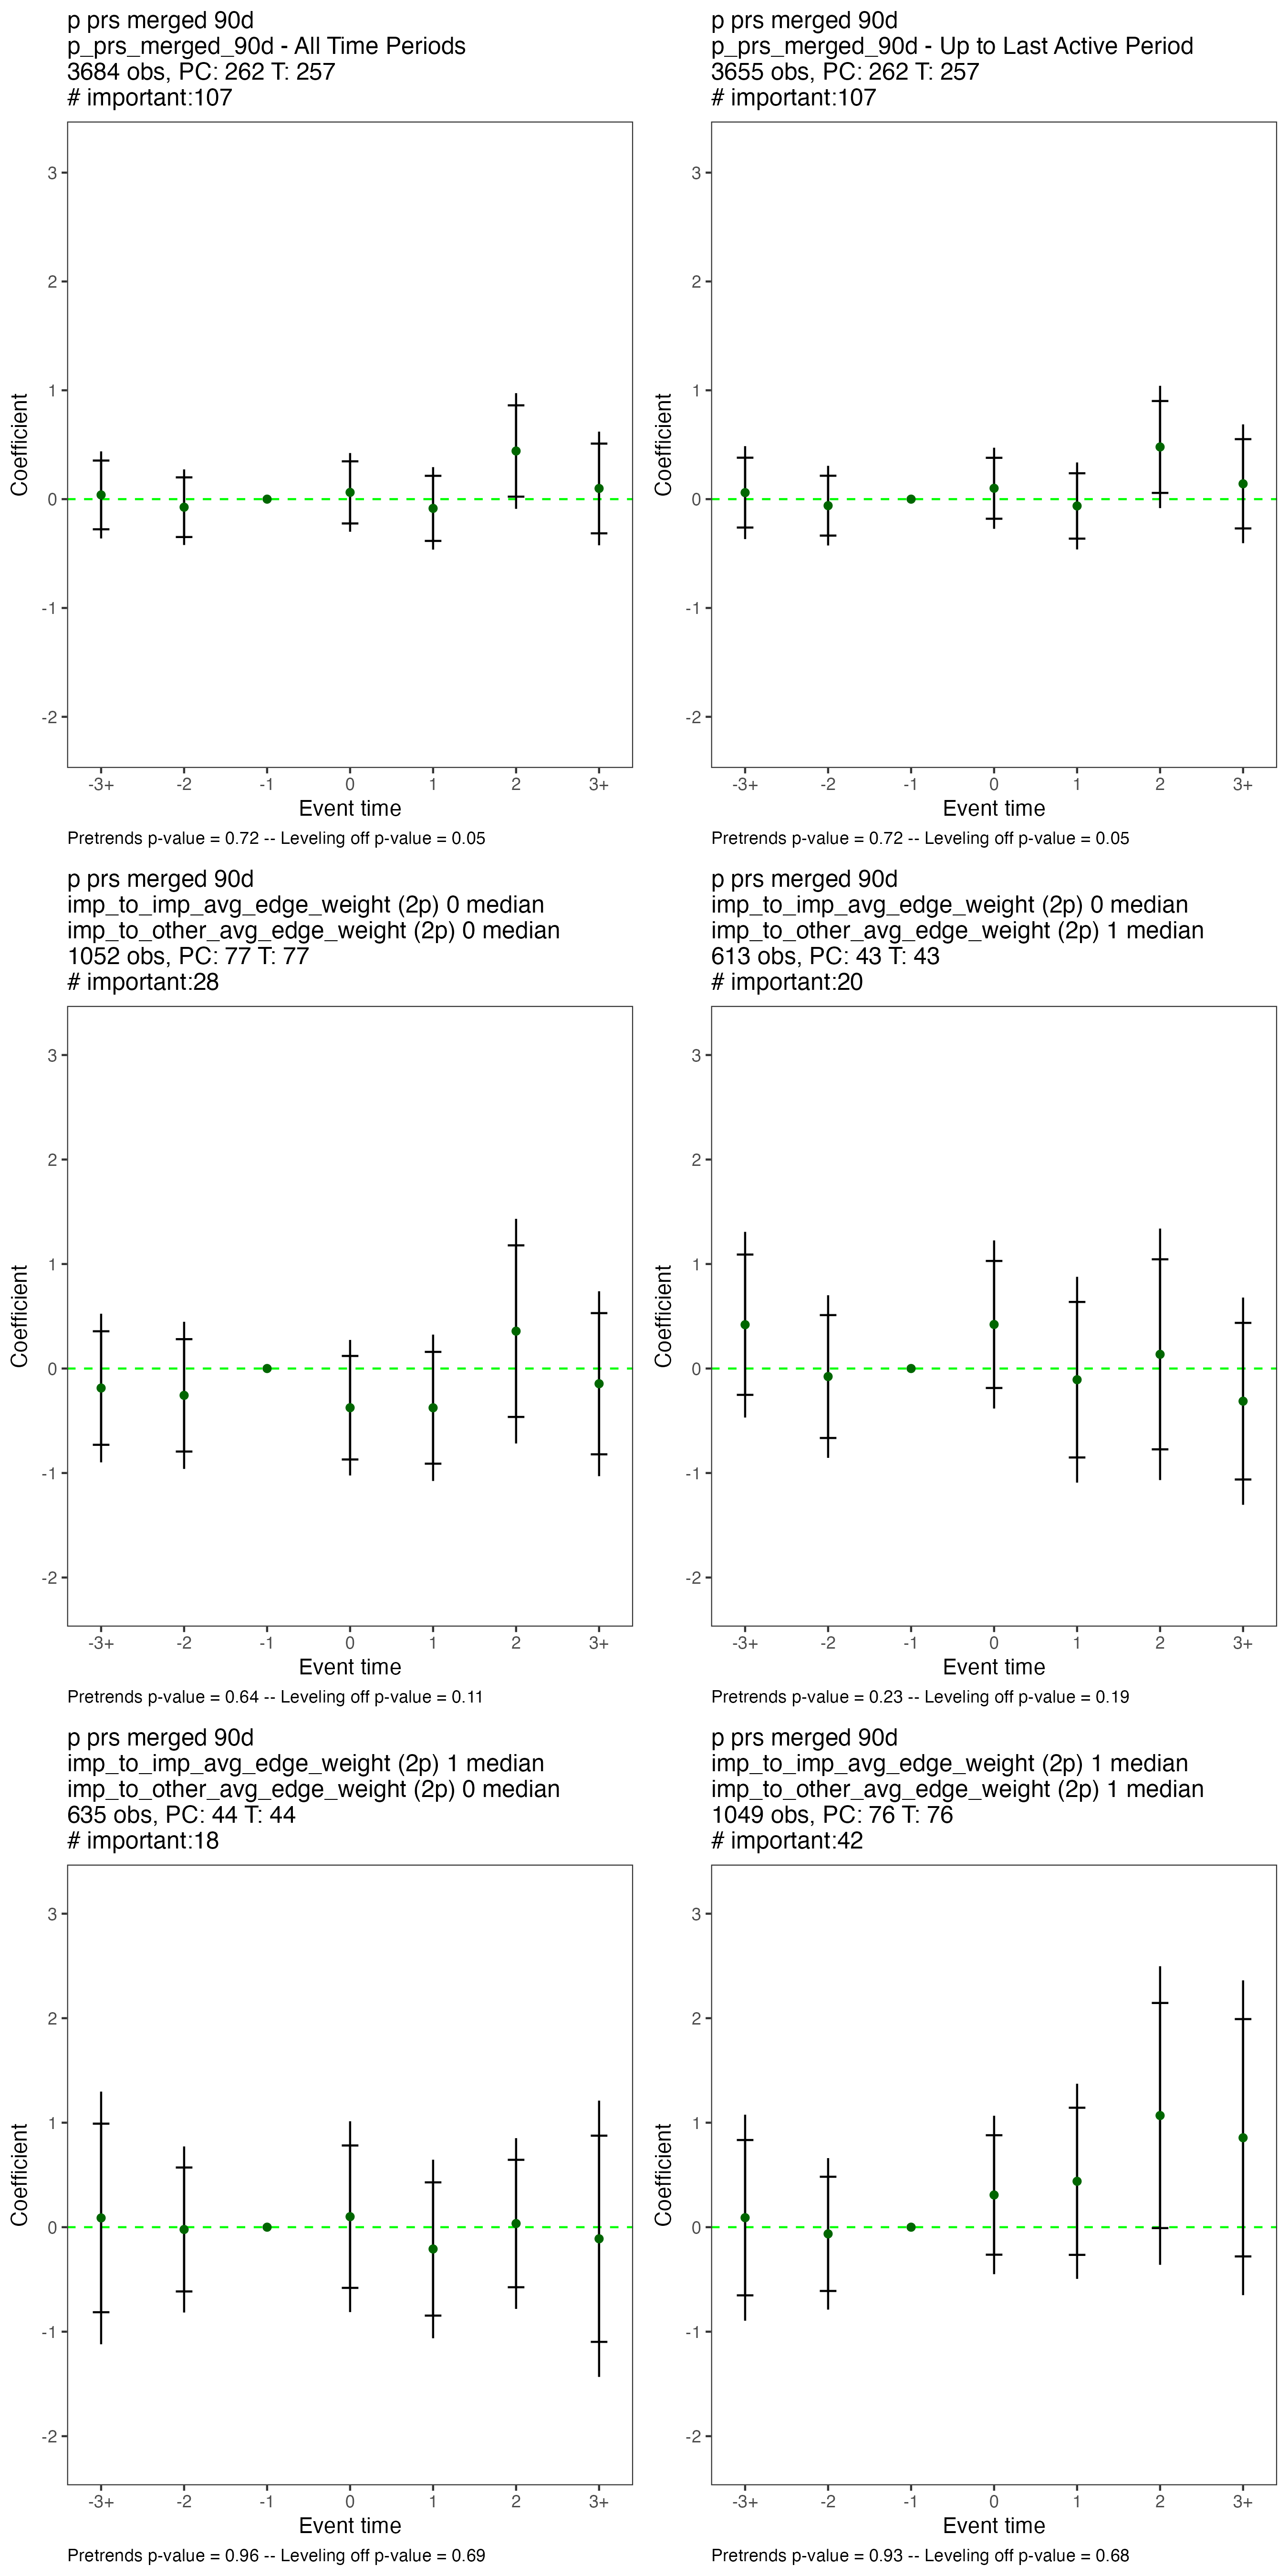 p prs merged 90d
p_prs_merged_90d - All Time Periods
3684 obs, PC: 262 T: 257
# important:107
3
2
1
0
-1
-2
Coefficient
-3+ -2 -1 0 1 2 3+
Event time
Pretrends p-value = 0.72 -- Leveling off p-value = 0.05
p prs merged 90d
p_prs_merged_90d - Up to Last Active Period
3655 obs, PC: 262 T: 257
# important:107
3
2
1
0
-1
-2
Coefficient
-3+ -2 -1 0 1 2 3+
Event time
Pretrends p-value = 0.72 -- Leveling off p-value = 0.05
p prs merged 90d
imp_to_imp_avg_edge_weight (2p) 0 median
imp_to_other_avg_edge_weight (2p) 0 median
1052 obs, PC: 77 T: 77
# important:28
3
2
1
0
-1
-2
Coefficient
-3+ -2 -1 0 1 2 3+
Event time
Pretrends p-value = 0.64 -- Leveling off p-value = 0.11
p prs merged 90d
imp_to_imp_avg_edge_weight (2p) 0 median
imp_to_other_avg_edge_weight (2p) 1 median
613 obs, PC: 43 T: 43
# important:20
3
2
1
0
-1
-2
Coefficient
-3+ -2 -1 0 1 2 3+
Event time
Pretrends p-value = 0.23 -- Leveling off p-value = 0.19
p prs merged 90d
imp_to_imp_avg_edge_weight (2p) 1 median
imp_to_other_avg_edge_weight (2p) 0 median
635 obs, PC: 44 T: 44
# important:18
3
2
1
0
-1
-2
Coefficient
-3+ -2 -1 0 1 2 3+
Event time
Pretrends p-value = 0.96 -- Leveling off p-value = 0.69
p prs merged 90d
imp_to_imp_avg_edge_weight (2p) 1 median
imp_to_other_avg_edge_weight (2p) 1 median
1049 obs, PC: 76 T: 76
# important:42
3
2
1
0
-1
-2
Coefficient
-3+ -2 -1 0 1 2 3+
Event time
Pretrends p-value = 0.93 -- Leveling off p-value = 0.68